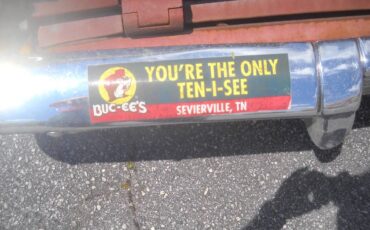 YOU'RE THE ONLY
TEN-I-SEE
BUC-EE'S
SEVIERVILLE, TN